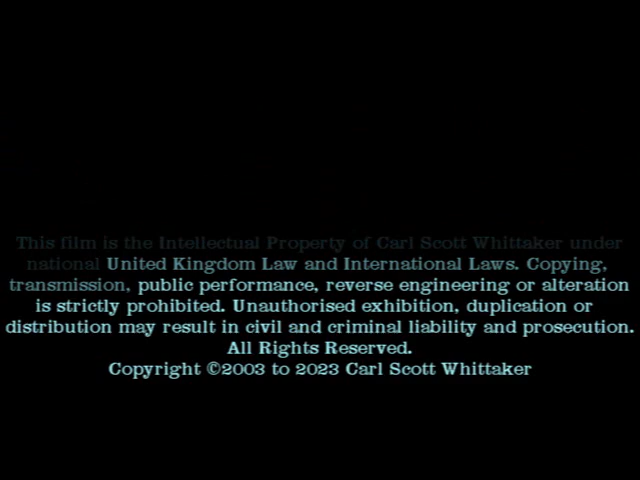 This film is the Intellectual Property of Carl Scott Whittaker under
national United Kingdom Law and International Laws. Copying,
transmission, public performance, reverse engineering or alteration
is strictly prohibited. Unauthorised exhibition, duplication or
distribution may result in civil and criminal liability and prosecution.
All Rights Reserved.
Copyright ©2003 to 2023 Carl Scott Whittaker